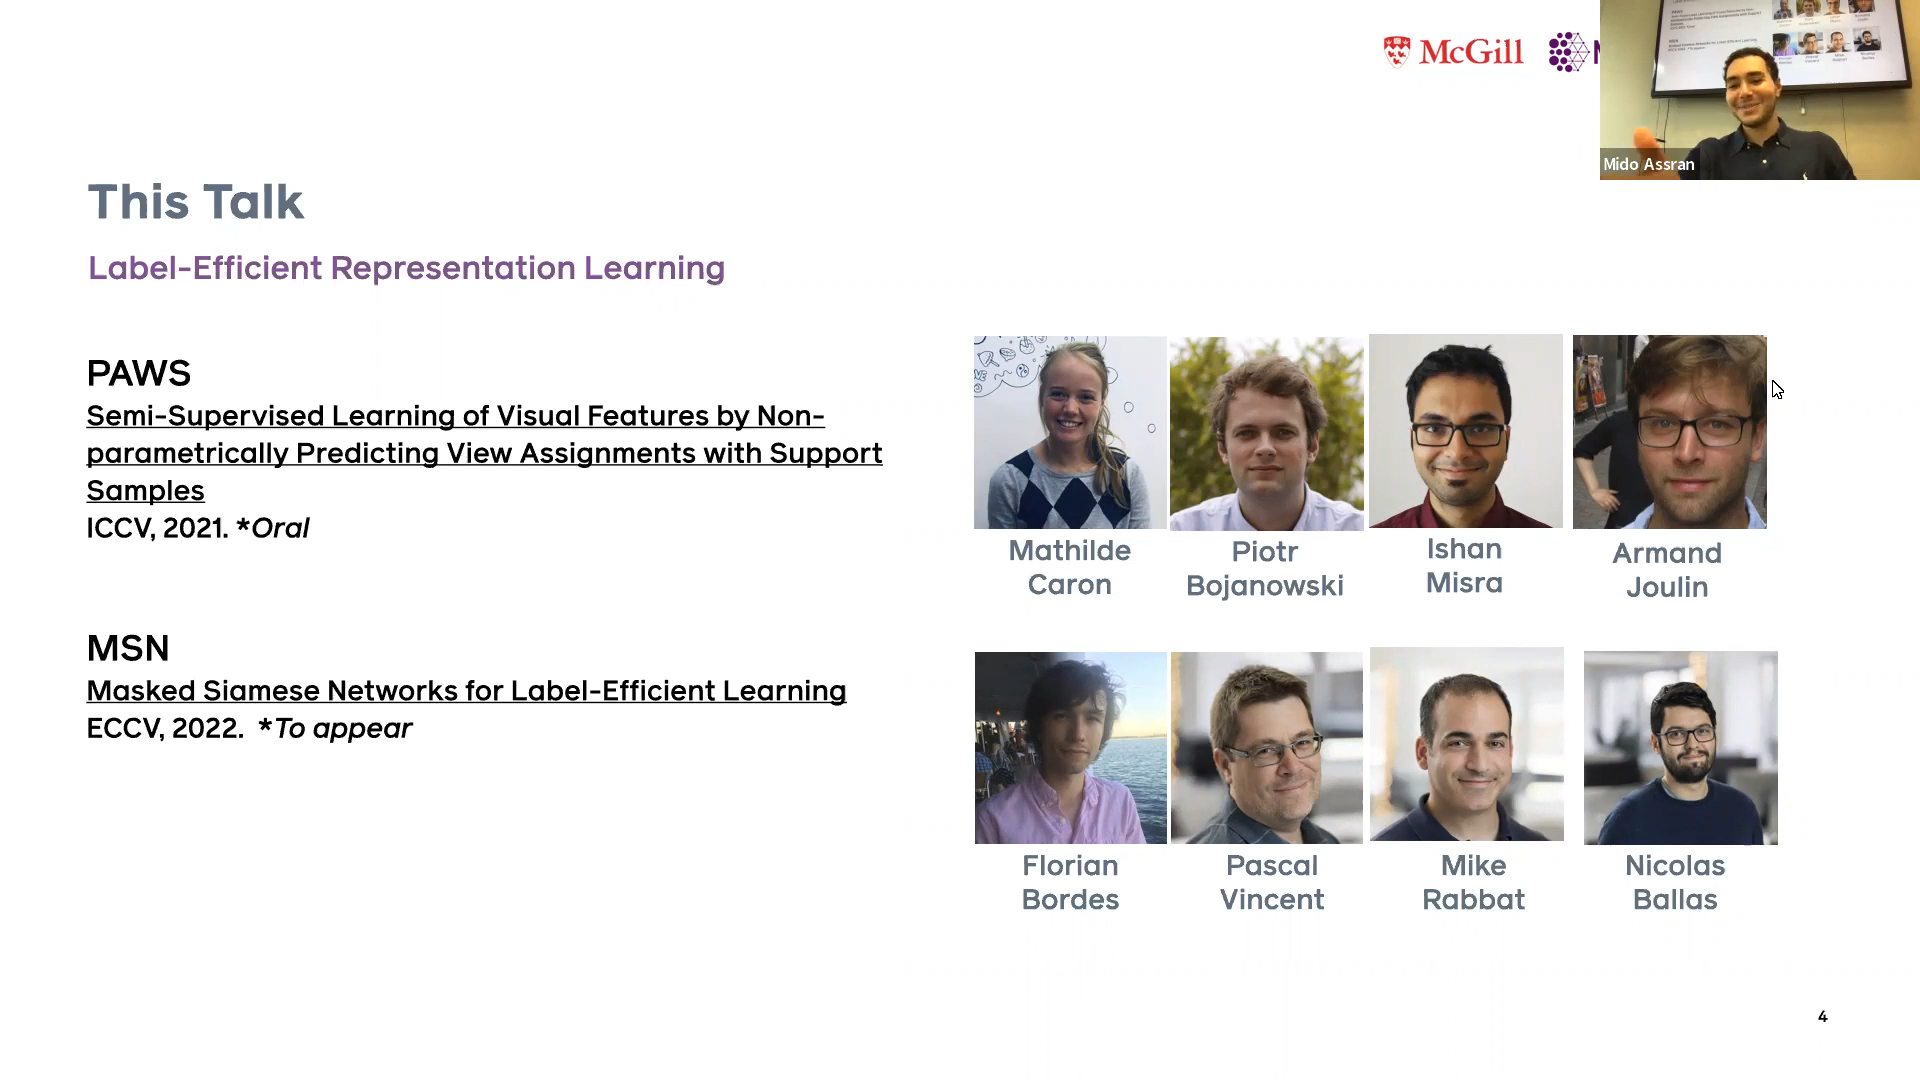 McGill
Mido Assran
This Talk
Label-Efficient Representation Learning
PAWS
Semi-Supervised Learning of Visual Features by Non-
parametrically Predicting View Assignments with Support
Samples
ICCV, 2021. *Oral
MSN
Masked Siamese Networks for Label-Efficient Learning
ECCV, 2022. *To appear
Mathilde
Caron
Piotr
Bojanowski
Ishan
Misra
Armand
Joulin
Florian
Bordes
Pascal
Vincent
Mike
Rabbat
Nicolas
Ballas
4